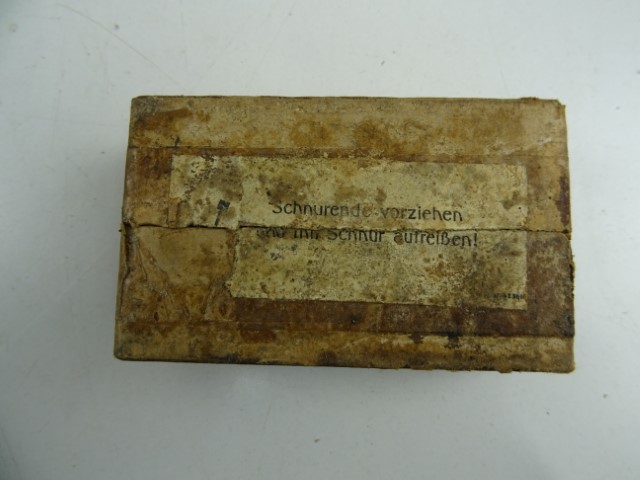 Schnurende vorziehen
und mit Schnur aufreißen!